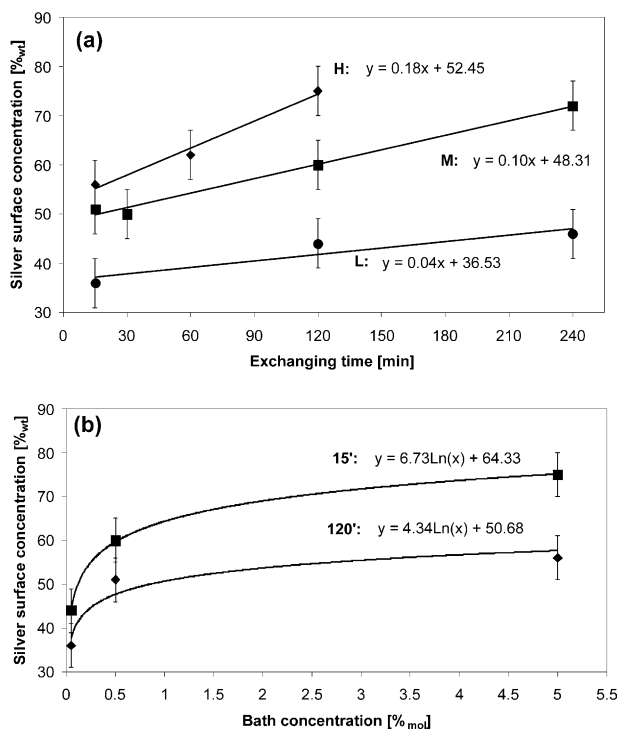 (a)
Silver surface concentration [%wt]
90
80
70
60
50
40
30
H: y = 0.18x + 52.45
M: y = 0.10x + 48.31
L: y = 0.04x + 36.53
0 30 60 90 120 150 180 210 240
Exchanging time [min]
(b)
Silver surface concentration [%wt]
90
80
70
60
50
40
30
15': y = 6.73Ln(x) + 64.33
120': y = 4.34Ln(x) + 50.68
0 0.5 1 1.5 2 2.5 3 3.5 4 4.5 5 5.5
Bath concentration [%mol]